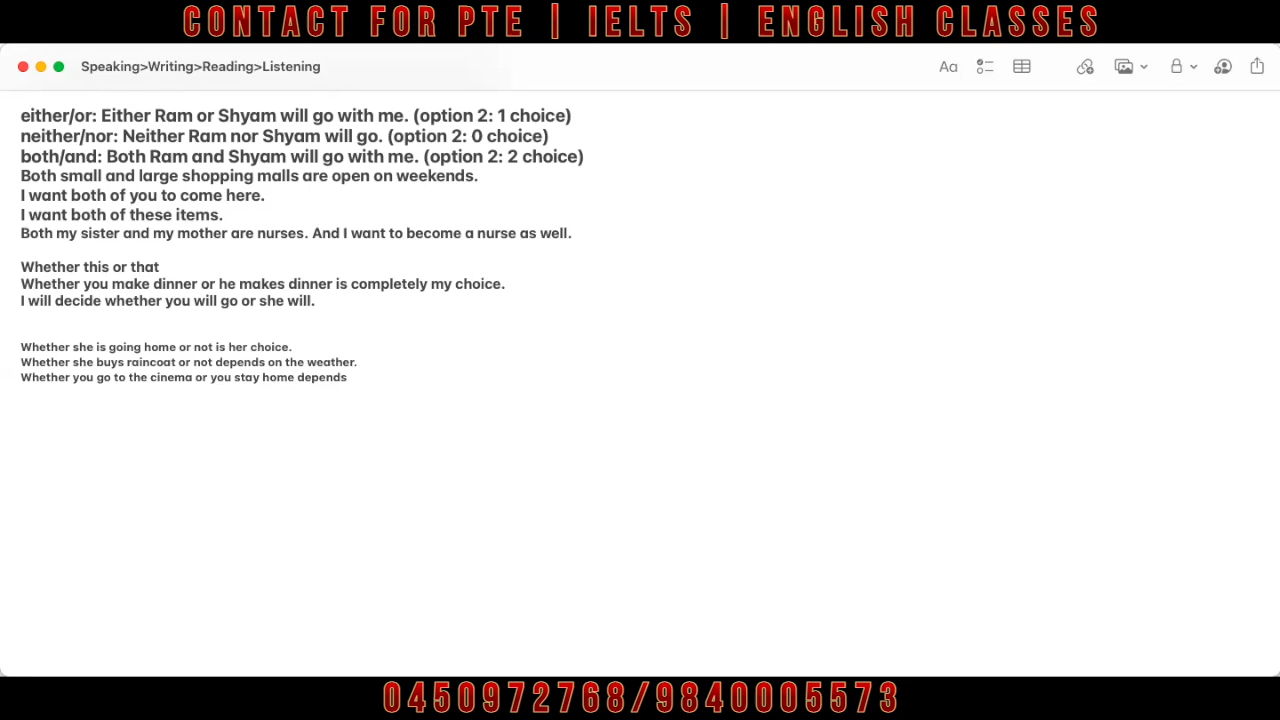 CONTACT FOR PTE | IELTS | ENGLISH CLASSES
Speaking>Writing>Reading>Listening
Aa
either/or: Either Ram or Shyam will go with me. (option 2: 1 choice)
neither/nor: Neither Ram nor Shyam will go. (option 2: 0 choice)
both/and: Both Ram and Shyam will go with me. (option 2: 2 choice)
Both small and large shopping malls are open on weekends.
I want both of you to come here.
I want both of these items.
Both my sister and my mother are nurses. And I want to become a nurse as well.
Whether this or that
Whether you make dinner or he makes dinner is completely my choice.
I will decide whether you will go or she will.
Whether she is going home or not is her choice.
Whether she buys raincoat or not depends on the weather.
Whether you go to the cinema or you stay home depends
0450972768/9840005573